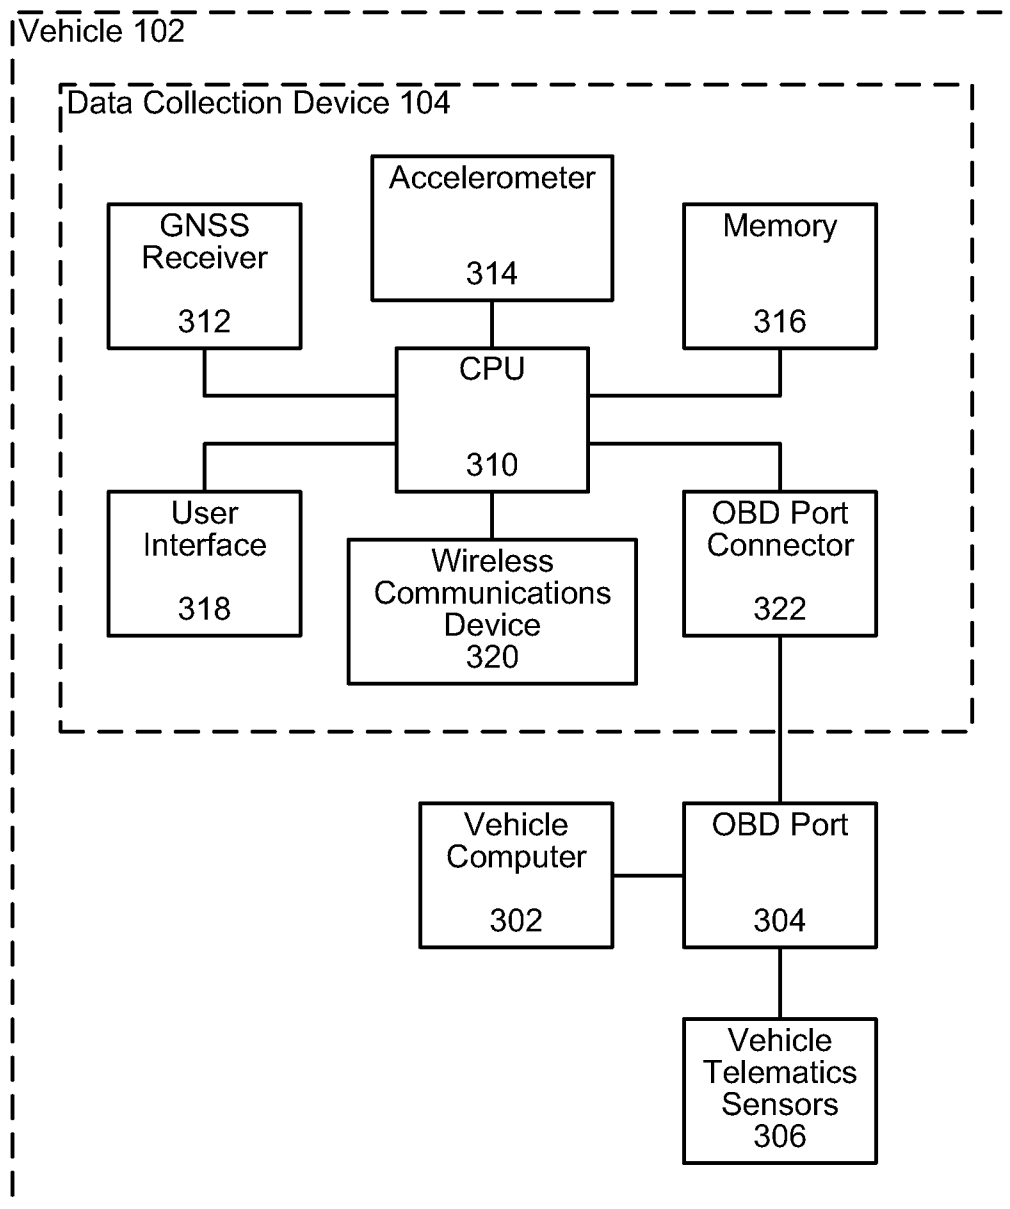 Vehicle 102
Data Collection Device 104
Accelerometer
314
GNSS
Receiver
312
Memory
316
CPU
310
User
Interface
318
Wireless
Communications
Device
320
OBD Port
Connector
322
Vehicle
Computer
302
OBD Port
304
Vehicle
Telematics
Sensors
306